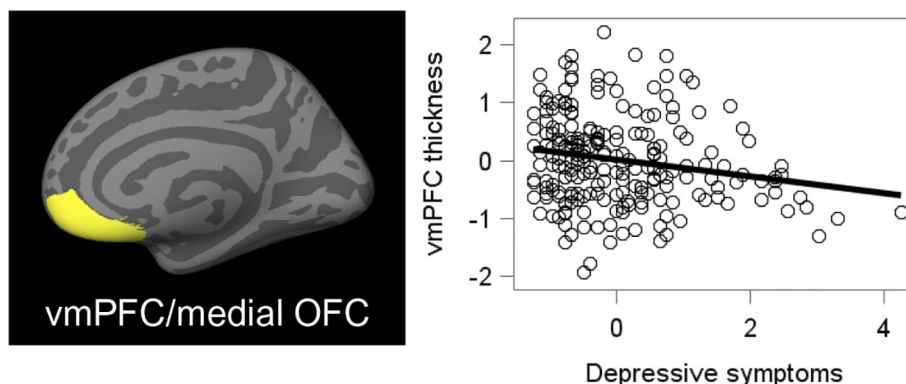 vmPFC/medial OFC
vmPFC thickness
2
1
0
-1
-2
0 2 4
Depressive symptoms